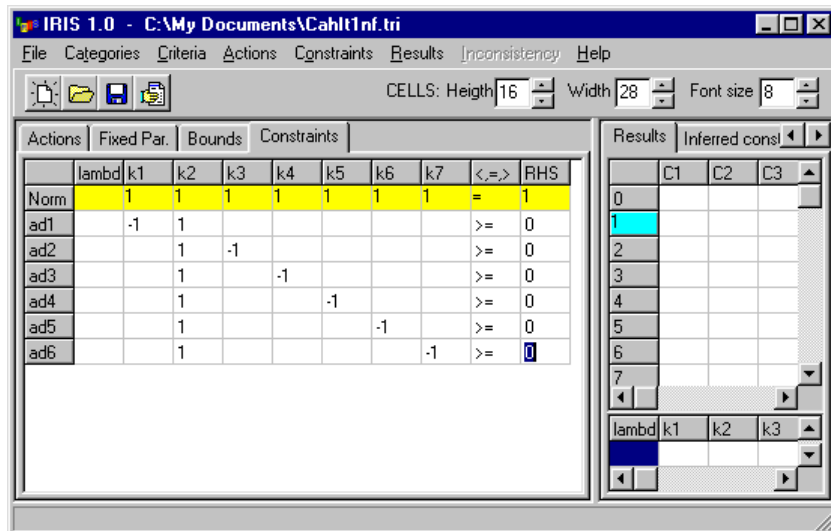 IRIS 1.0 - C:\My Documents\Cahlt1nf.tri
File Categories Criteria Actions Constraints Results Inconsistency Help
CELLS: Heigth 16 Width 28 Font size 8
Actions Fixed Par. Bounds Constraints
lambd k1 k2 k3 k4 k5 k6 k7 <,=,> RHS
Norm 1 1 1 1 1 1 1 = 1
ad1 -1 1 >= 0
ad2 1 -1 >= 0
ad3 1 -1 >= 0
ad4 1 -1 >= 0
ad5 1 -1 >= 0
ad6 1 -1 >= 0
Results Inferred const
C1 C2 C3
0
1
2
3
4
5
6
7
lambd k1 k2 k3